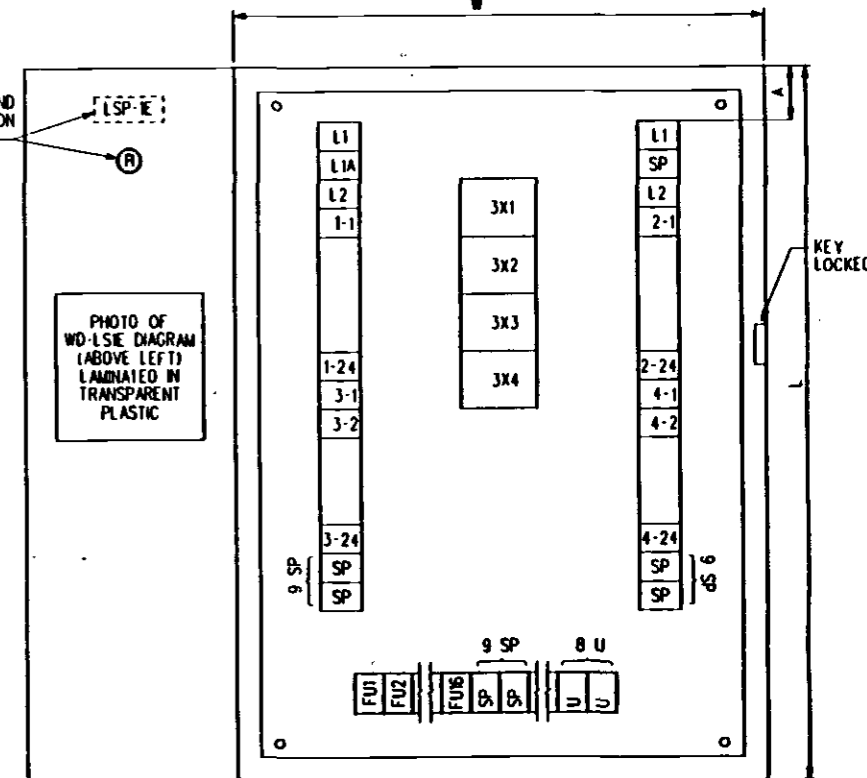 W
ND
ON
LSP-1E
R
A
L1
L1A
L2
1-1
1-24
3-1
3-2
3-24
SP
SP
9 SP
3X1
3X2
3X3
3X4
L1
SP
L2
2-1
2-24
4-1
4-2
4-24
SP
SP
9 SP
KEY
LOCKED
L
PHOTO OF
WD-LS1E DIAGRAM
(ABOVE LEFT)
LAMINATED IN
TRANSPARENT
PLASTIC
9 SP
8 U
FU1
FU2
FU16
SP
SP
U
U